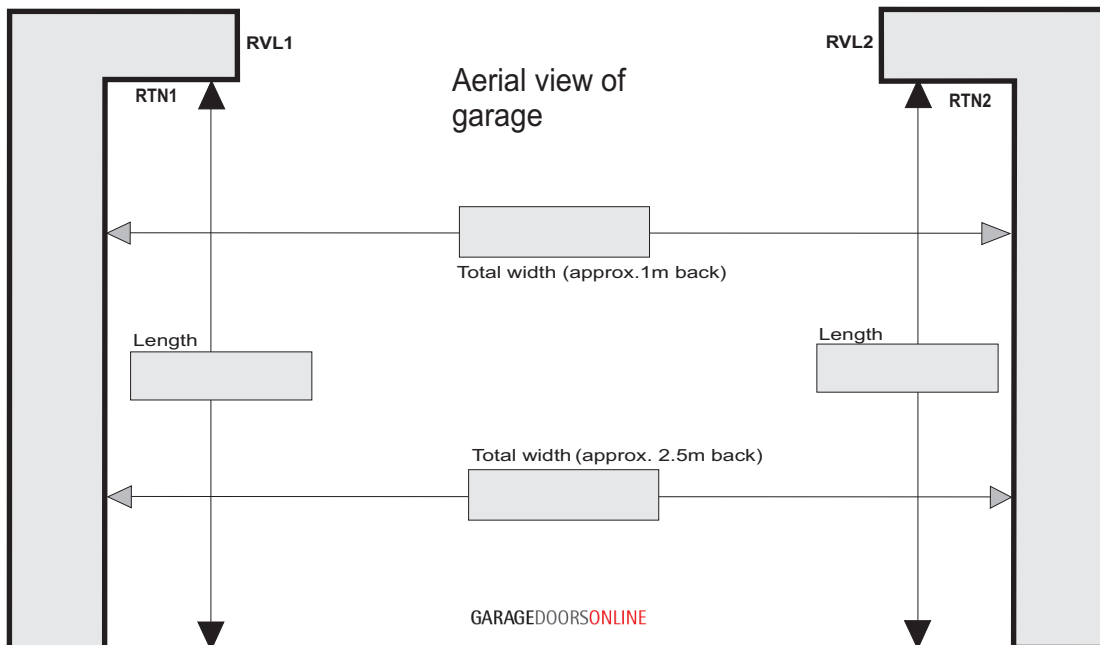 RVL1
RVL2
RTN1
RTN2
Aerial view of
garage
Total width (approx.1m back)
Length
Length
Total width (approx. 2.5m back)
GARAGEDOORSONLINE